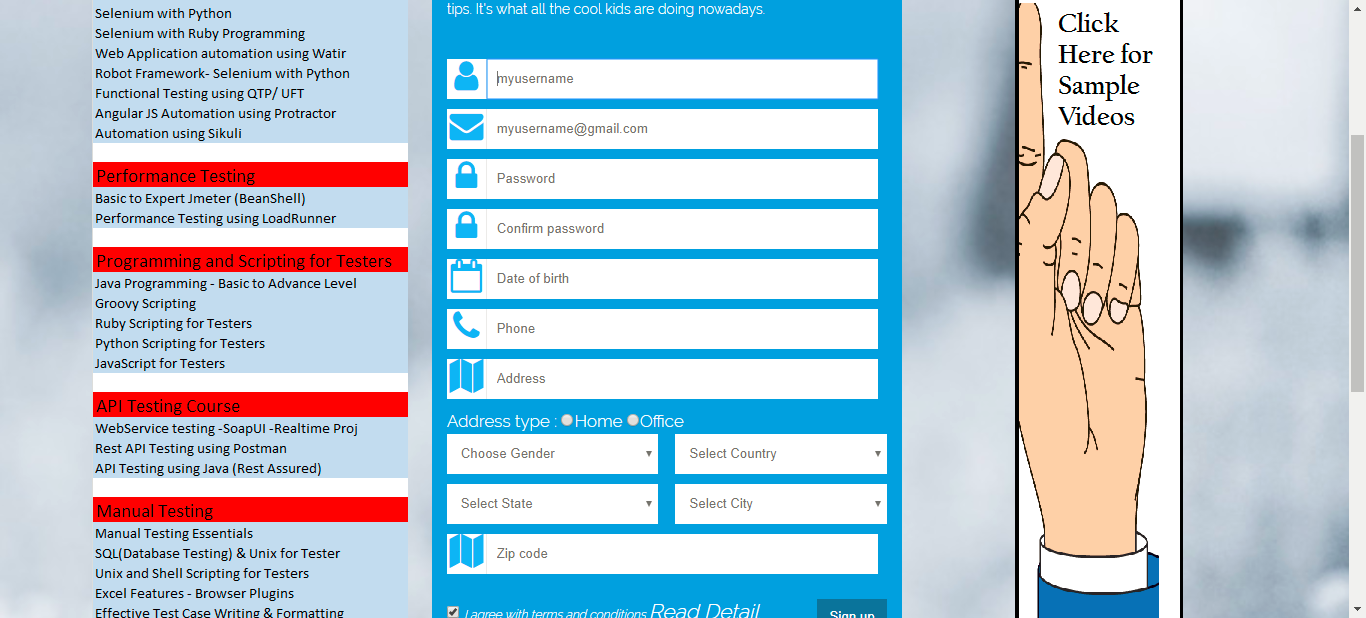 Selenium with Python
Selenium with Ruby Programming
Web Application automation using Watir
Robot Framework- Selenium with Python
Functional Testing using QTP/ UFT
Angular JS Automation using Protractor
Automation using Sikuli
Performance Testing
Basic to Expert Jmeter (BeanShell)
Performance Testing using LoadRunner
Programming and Scripting for Testers
Java Programming - Basic to Advance Level
Groovy Scripting
Ruby Scripting for Testers
Python Scripting for Testers
JavaScript for Testers
API Testing Course
WebService testing -SoapUI -Realtime Proj
Rest API Testing using Postman
API Testing using Java (Rest Assured)
Manual Testing
Manual Testing Essentials
SQL(Database Testing) & Unix for Tester
Unix and Shell Scripting for Testers
Excel Features - Browser Plugins
Effective Test Case Writing & Formatting
tips. It's what all the cool kids are doing nowadays.
myusername
myusername@gmail.com
Password
Confirm password
Date of birth
Phone
Address
Address type : Home Office
Choose Gender
Select Country
Select State
Select City
Zip code
I agree with terms and conditions Read Detail
Sign up
Click
Here for
Sample
Videos